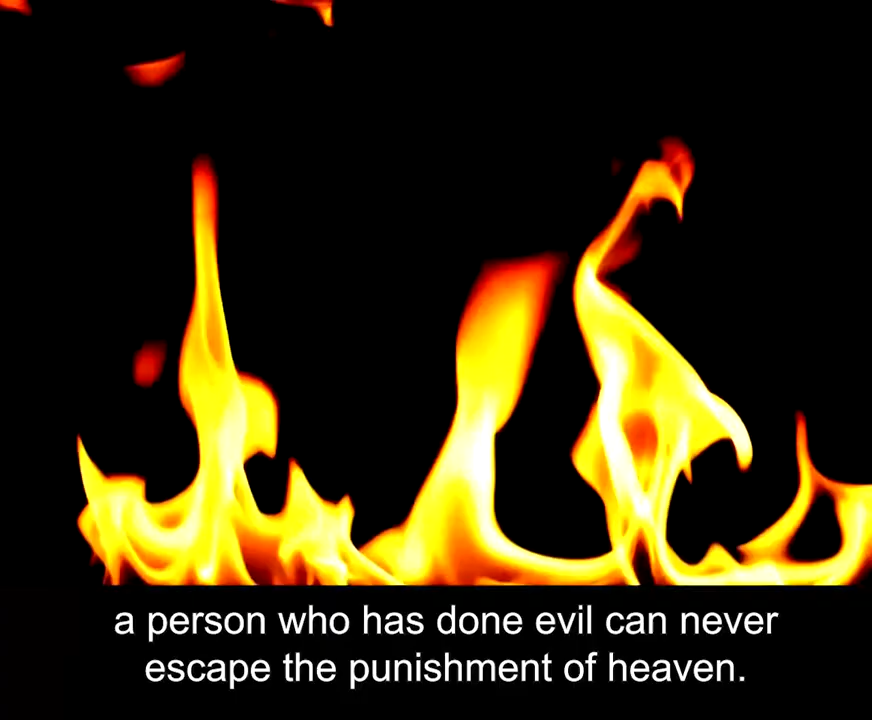 a person who has done evil can never
escape the punishment of heaven.